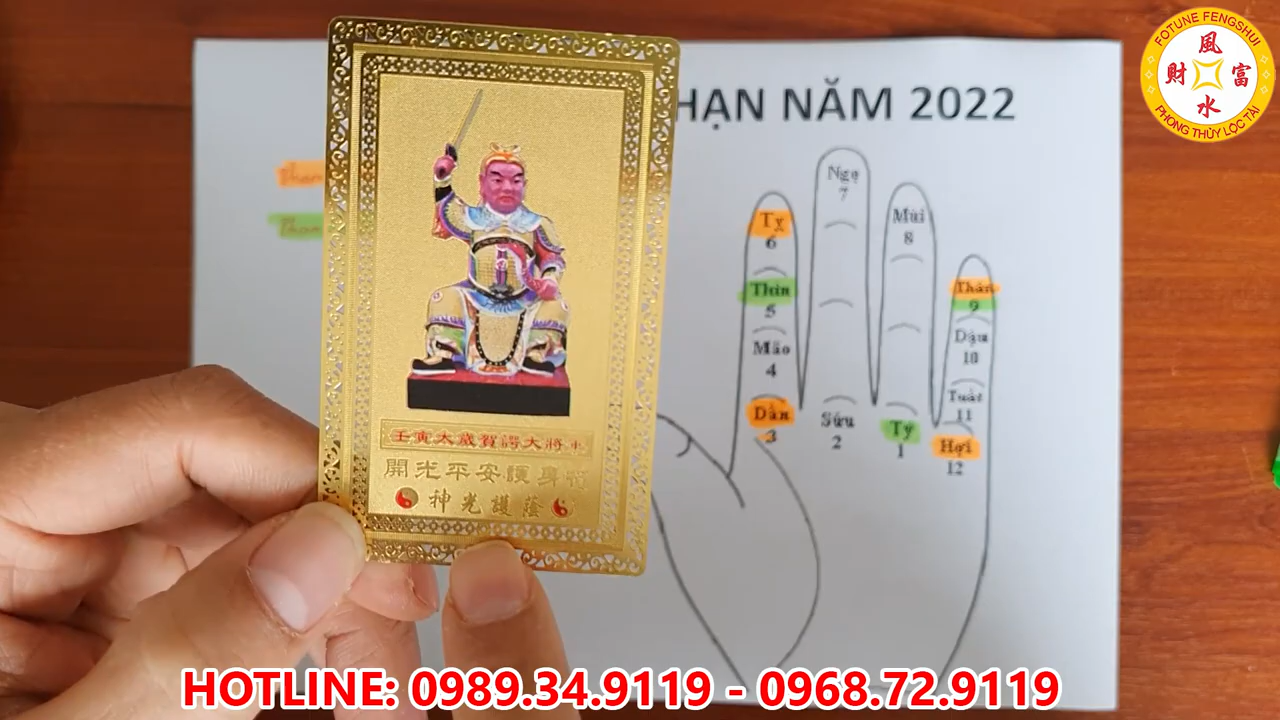 FOTUNE FENGSHUI
風
財 富
水
PHONG THỦY LỘC TÀI
HẠN NĂM 2022
Ngọ
7
Tỵ
6
Mùi
8
Thìn
5
Thân
9
Mão
4
Dậu
10
Tuất
11
Dần
3
Sửu
2
Tý
1
Hợi
12
壬寅太歲賀諤大將軍
開光平安護身符
神光護蔭
HOTLINE: 0989.34.9119 - 0968.72.9119